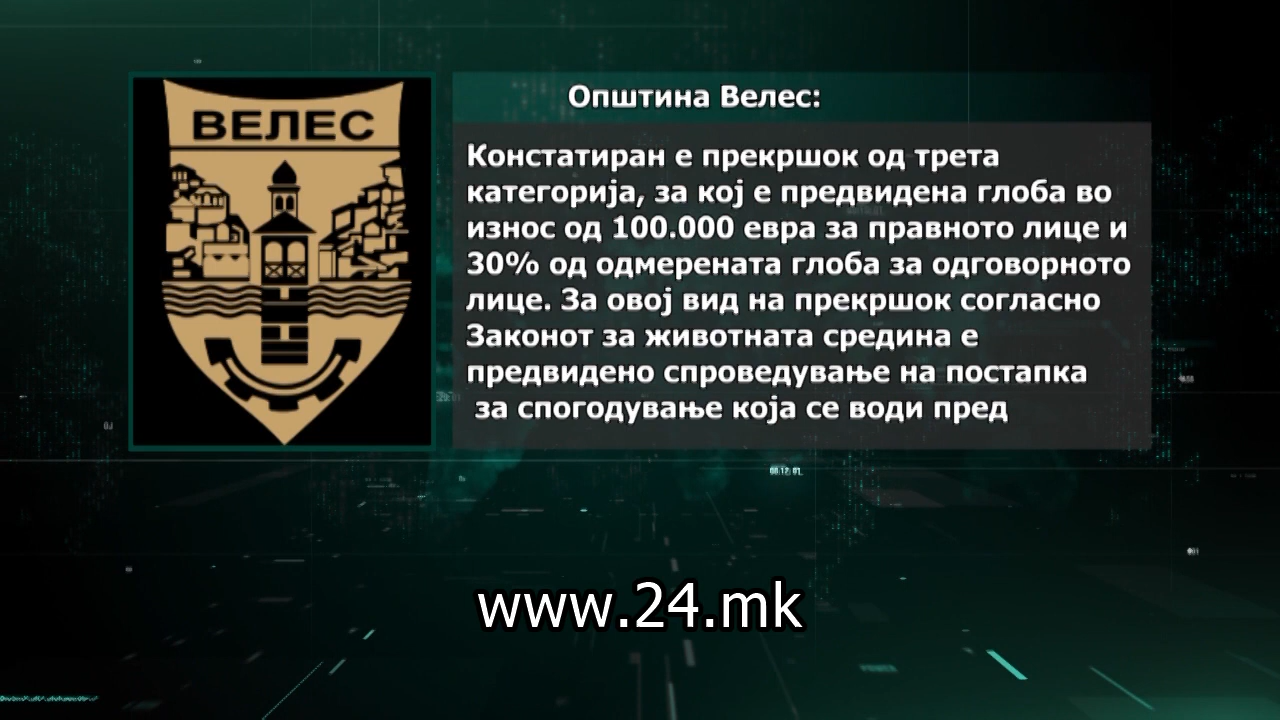 ВЕЛЕС
Општина Велес:
Констатиран е прекршок од трета
категорија, за кој е предвидена глоба во
износ од 100.000 евра за правното лице и
30% од одмерената глоба за одговорното
лице. За овој вид на прекршок согласно
Законот за животната средина е
предвидено спроведување на постапка
за спогодување која се води пред
www.24.mk